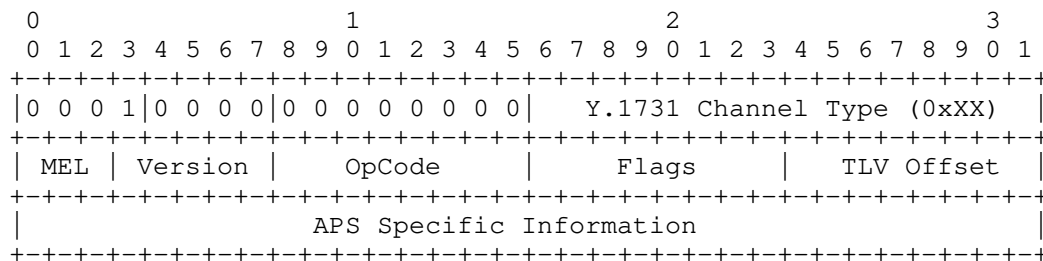 0                   1                   2                   3
 0 1 2 3 4 5 6 7 8 9 0 1 2 3 4 5 6 7 8 9 0 1 2 3 4 5 6 7 8 9 0 1
+-+-+-+-+-+-+-+-+-+-+-+-+-+-+-+-+-+-+-+-+-+-+-+-+-+-+-+-+-+-+-+-+
|0 0 0 1|0 0 0 0|0 0 0 0 0 0 0 0|   Y.1731 Channel Type (0xXX)  |
+-+-+-+-+-+-+-+-+-+-+-+-+-+-+-+-+-+-+-+-+-+-+-+-+-+-+-+-+-+-+-+-+
| MEL | Version |    OpCode     |     Flags     |   TLV Offset  |
+-+-+-+-+-+-+-+-+-+-+-+-+-+-+-+-+-+-+-+-+-+-+-+-+-+-+-+-+-+-+-+-+
|                  APS Specific Information                     |
+-+-+-+-+-+-+-+-+-+-+-+-+-+-+-+-+-+-+-+-+-+-+-+-+-+-+-+-+-+-+-+-+